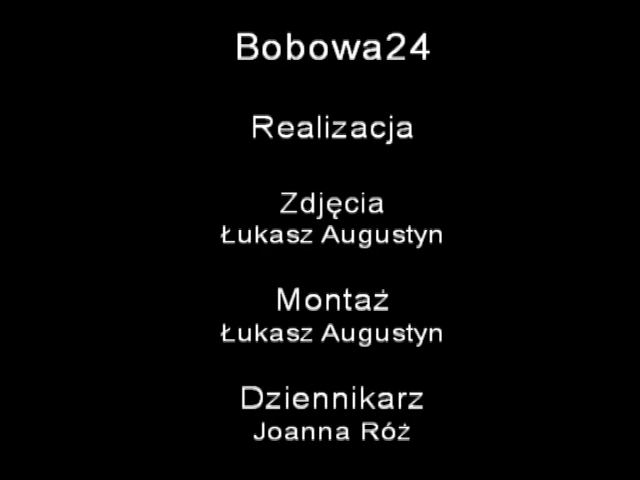 Bobowa24
Realizacja
Zdjęcia
Łukasz Augustyn
Montaż
Łukasz Augustyn
Dziennikarz
Joanna Róż